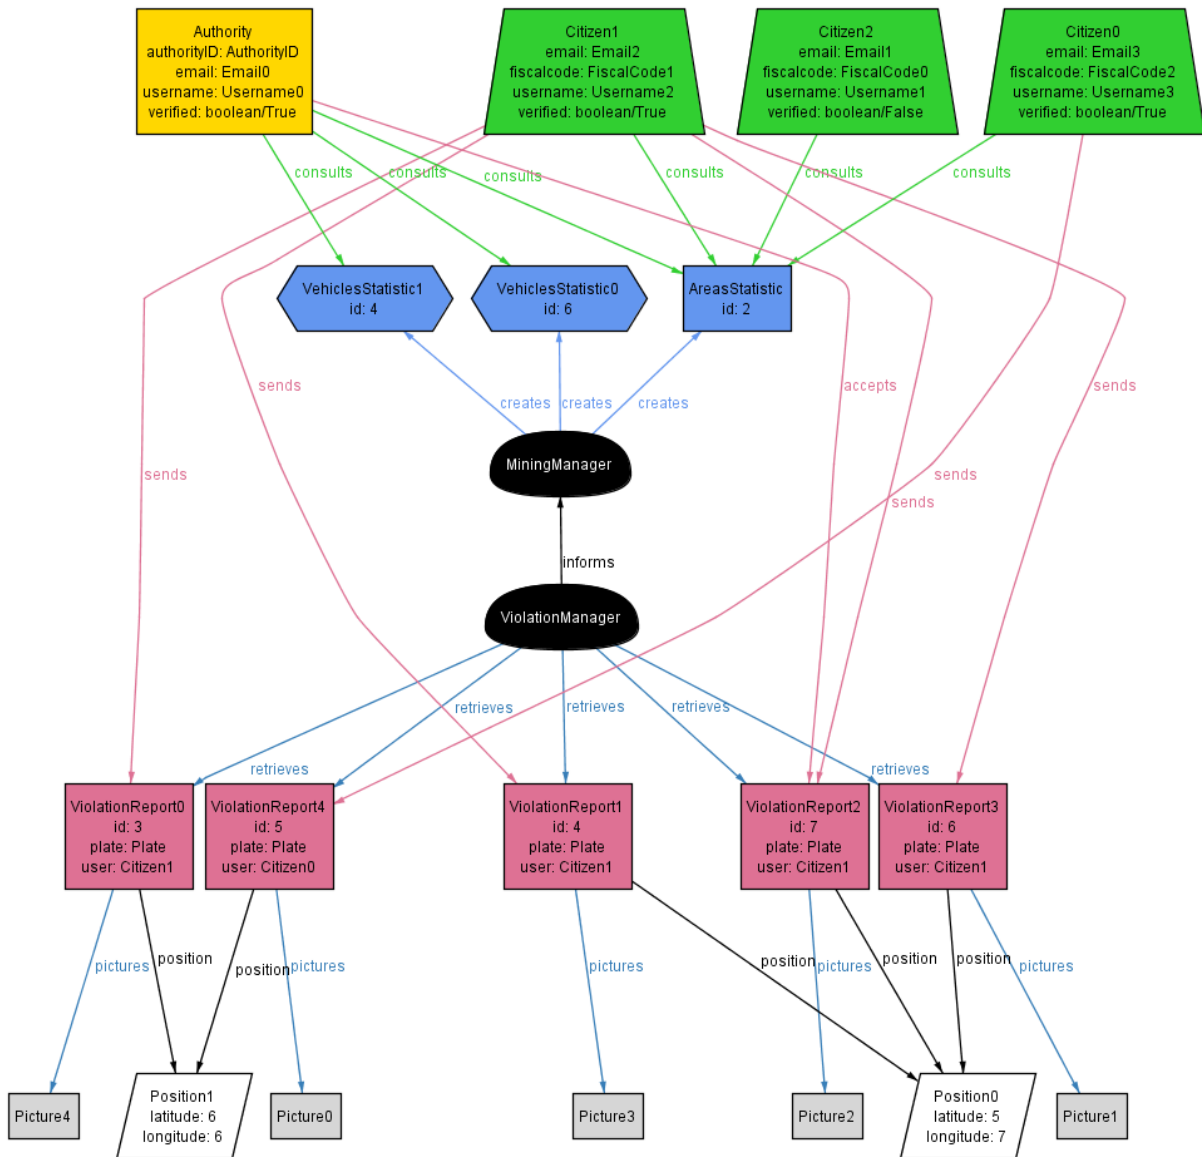 Authority
authorityID: AuthorityID
email: Email0
username: Username0
verified: boolean/True
Citizen1
email: Email2
fiscalcode: FiscalCode1
username: Username2
verified: boolean/True
Citizen2
email: Email1
fiscalcode: FiscalCode0
username: Username1
verified: boolean/False
Citizen0
email: Email3
fiscalcode: FiscalCode2
username: Username3
verified: boolean/True
consults
consults
consults
consults
consults
consults
VehiclesStatistic1
id: 4
VehiclesStatistic0
id: 6
AreasStatistic
id: 2
sends
accepts
sends
creates
creates
creates
MiningManager
sends
sends
sends
informs
ViolationManager
retrieves
retrieves
retrieves
retrieves
retrieves
ViolationReport0
id: 3
plate: Plate
user: Citizen1
ViolationReport4
id: 5
plate: Plate
user: Citizen0
ViolationReport1
id: 4
plate: Plate
user: Citizen1
ViolationReport2
id: 7
plate: Plate
user: Citizen1
ViolationReport3
id: 6
plate: Plate
user: Citizen1
pictures
position
position
pictures
pictures
position
pictures
position
position
pictures
Picture4
Position1
latitude: 6
longitude: 6
Picture0
Picture3
Picture2
Position0
latitude: 5
longitude: 7
Picture1